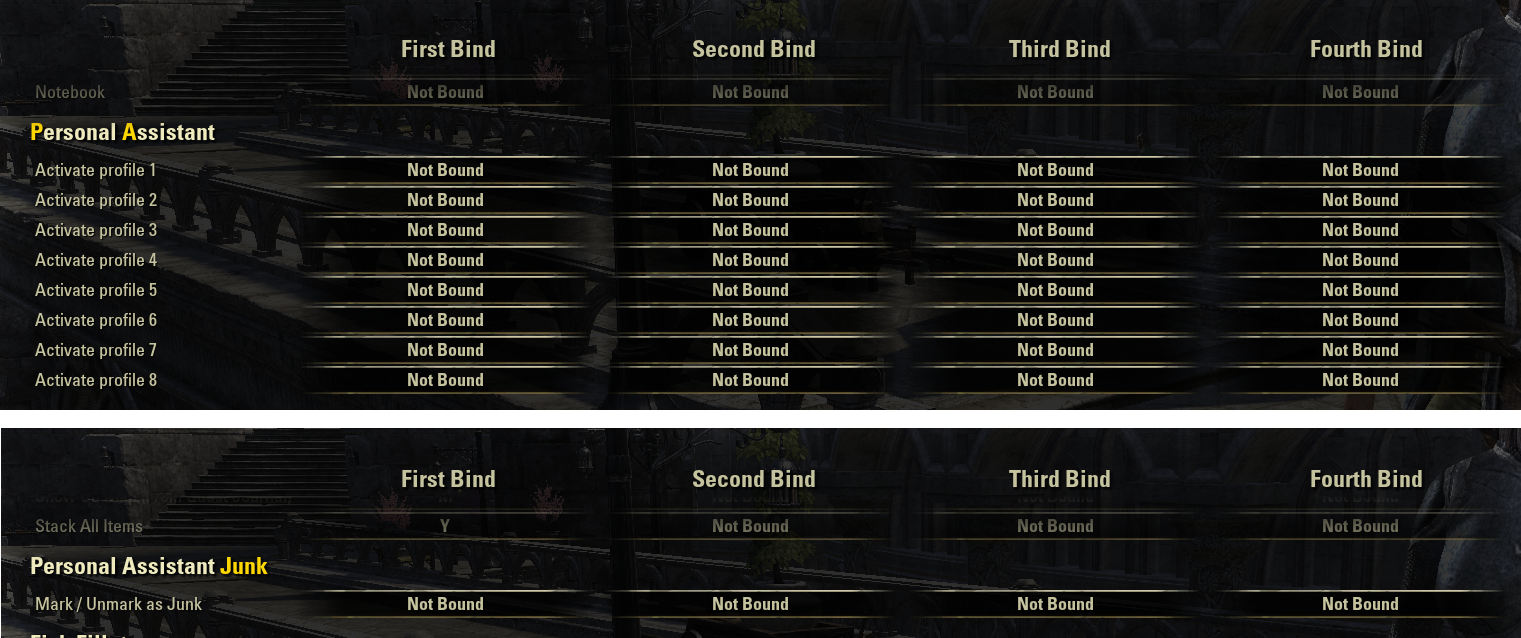 First Bind Second Bind Third Bind Fourth Bind
Notebook Not Bound Not Bound Not Bound Not Bound
Personal Assistant
Activate profile 1 Not Bound Not Bound Not Bound Not Bound
Activate profile 2 Not Bound Not Bound Not Bound Not Bound
Activate profile 3 Not Bound Not Bound Not Bound Not Bound
Activate profile 4 Not Bound Not Bound Not Bound Not Bound
Activate profile 5 Not Bound Not Bound Not Bound Not Bound
Activate profile 6 Not Bound Not Bound Not Bound Not Bound
Activate profile 7 Not Bound Not Bound Not Bound Not Bound
Activate profile 8 Not Bound Not Bound Not Bound Not Bound
First Bind Second Bind Third Bind Fourth Bind
Stack All Items Y Not Bound Not Bound Not Bound
Personal Assistant Junk
Mark / Unmark as Junk Not Bound Not Bound Not Bound Not Bound